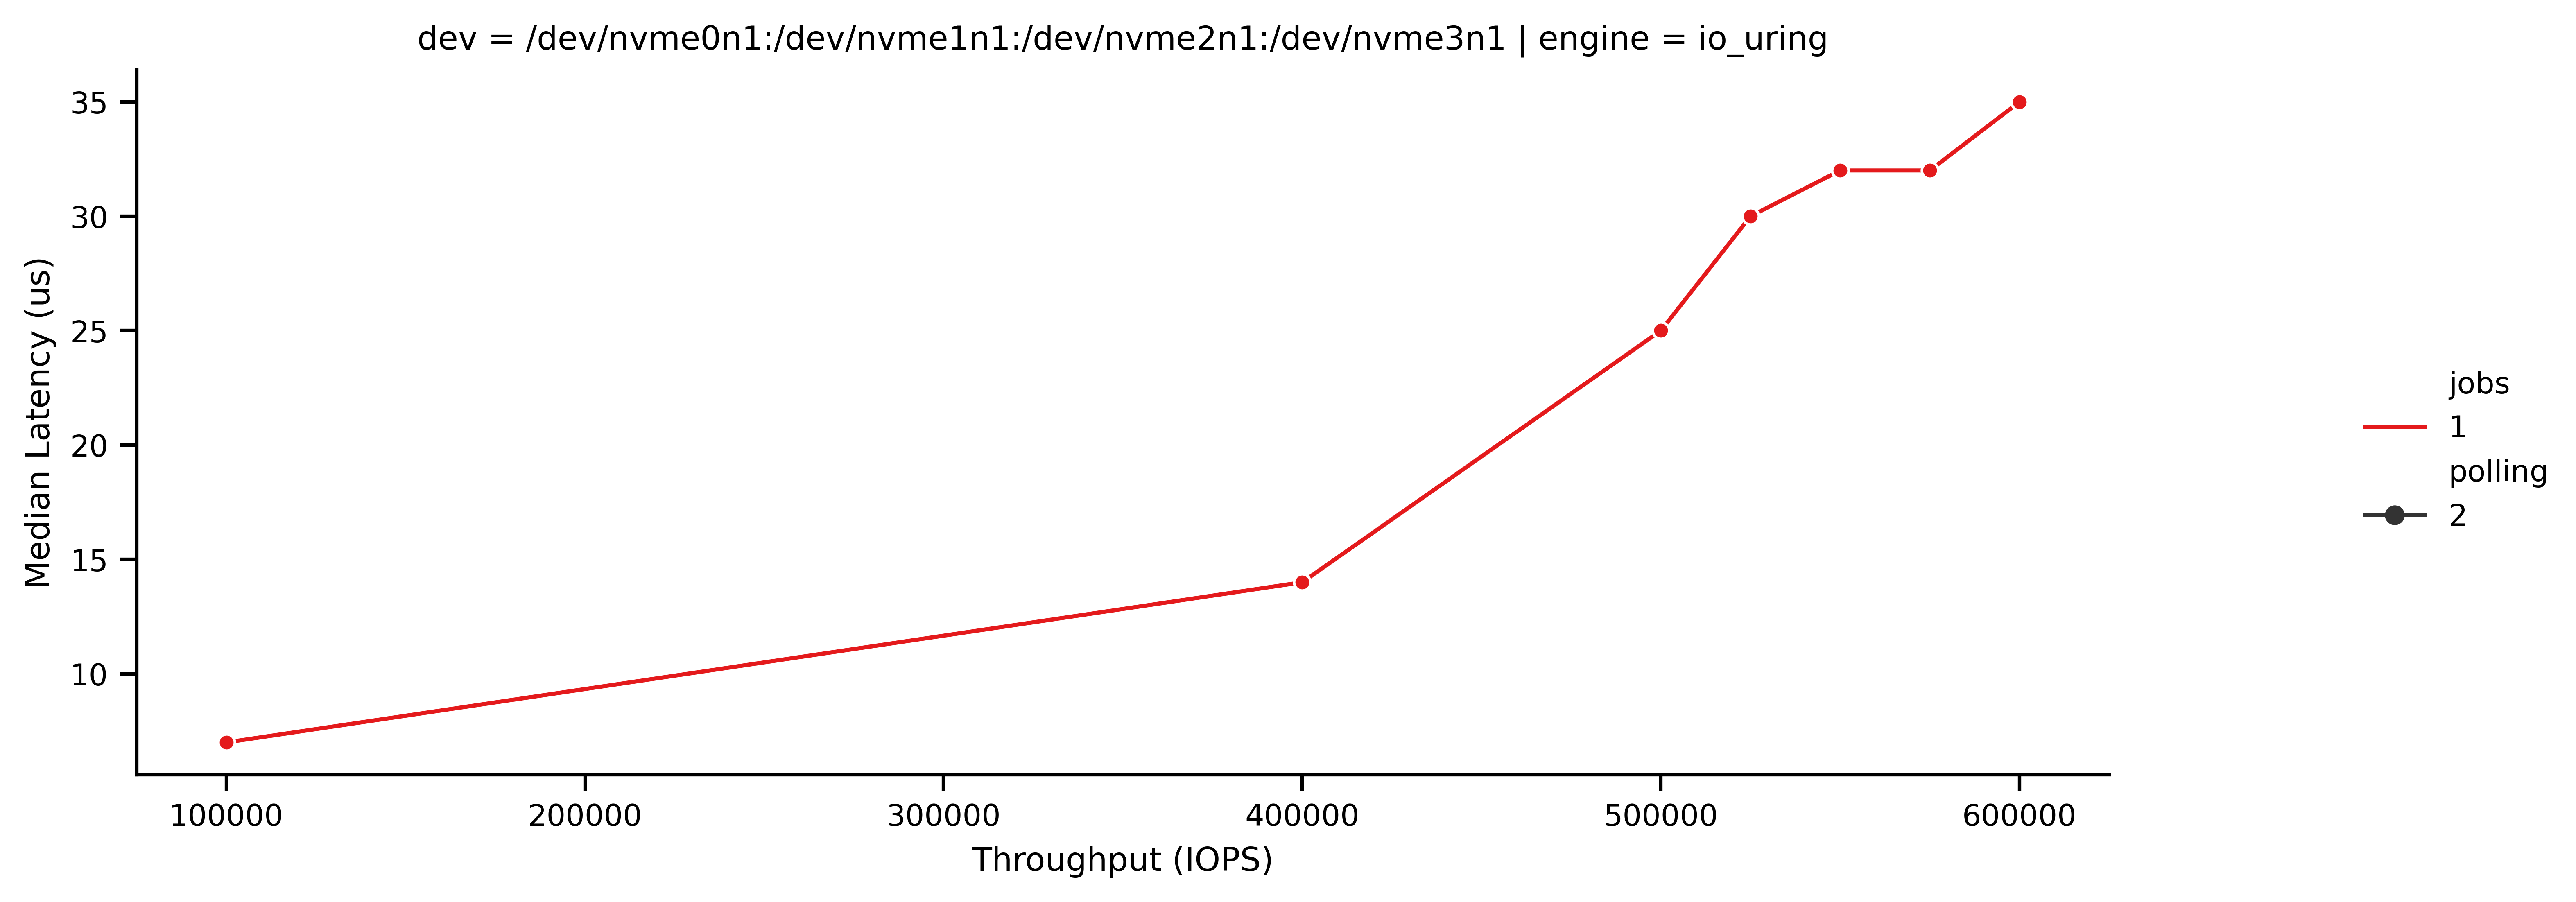 dev = /dev/nvme0n1:/dev/nvme1n1:/dev/nvme2n1:/dev/nvme3n1 | engine = io_uring
Median Latency (us)
35
30
25
20
15
10
100000 200000 300000 400000 500000 600000
Throughput (IOPS)
jobs
1
polling
2